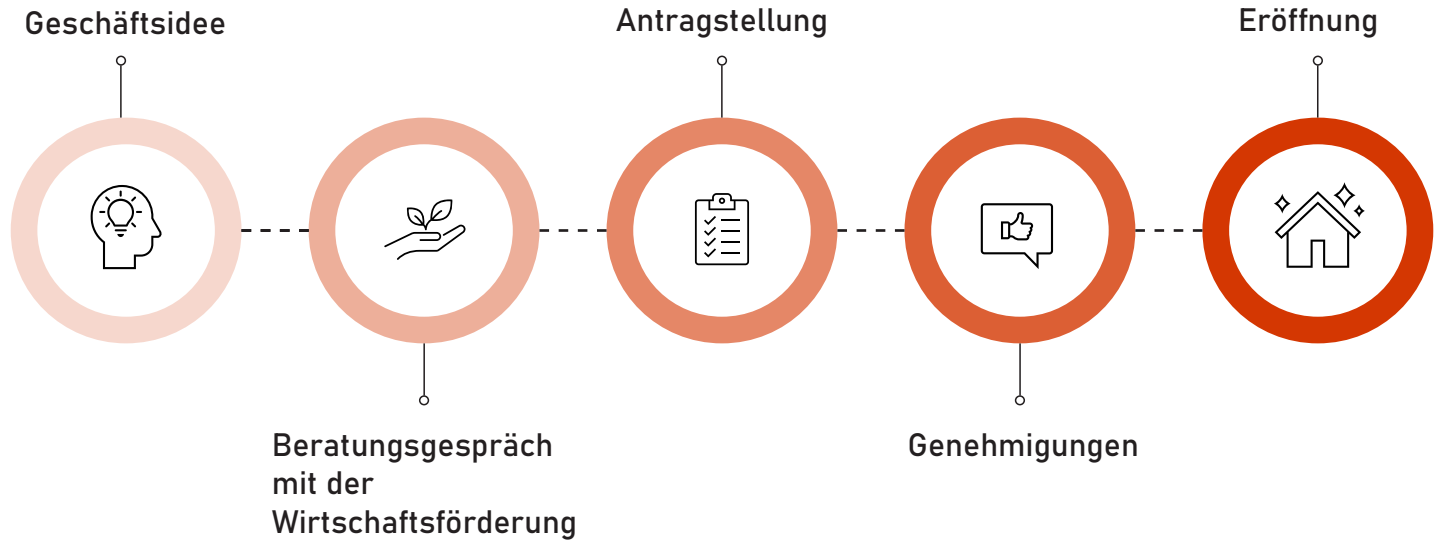 Geschäftsidee
Beratungsgespräch
mit der
Wirtschaftsförderung
Antragstellung
Genehmigungen
Eröffnung